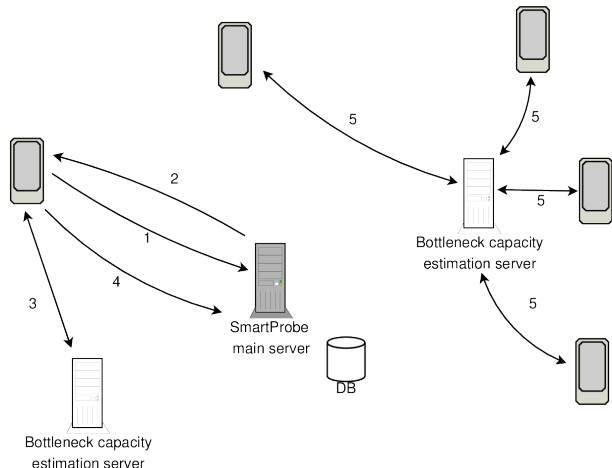 5
5
2
5
1
Bottleneck capacity
estimation server
4
3
5
SmartProbe
main server
DB
Bottleneck capacity
estimation server